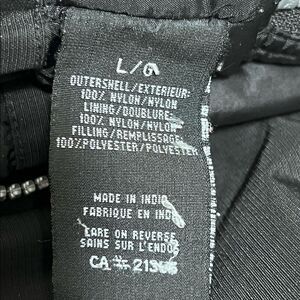 L/G
OUTERSHELL/EXTERIEUR:
100% NYLON/NYLON
LINING/DOUBLURE:
100% NYLON/NYLON
FILLING/REMPLISSAGE
100%POLYESTER/POLYESTER
MADE IN INDIA
FABRIQUE EN INDE
CARE ON REVERSE
SAINS SUR L'ENDOS
CA #